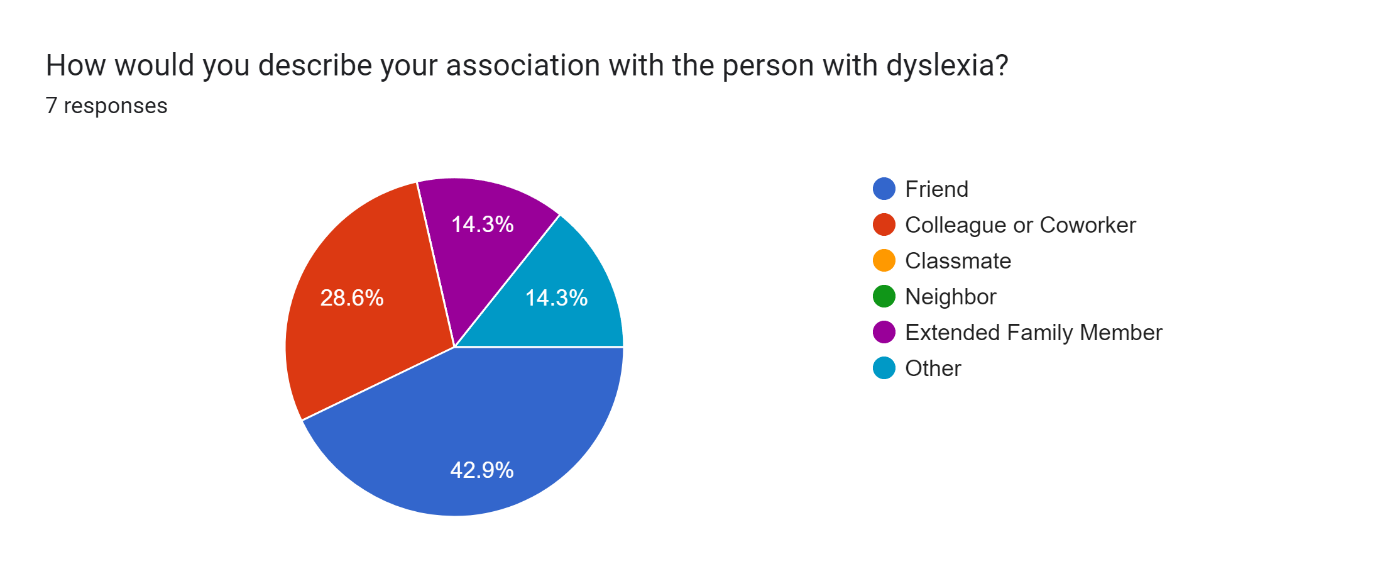 How would you describe your association with the person with dyslexia?
7 responses
14.3%
28.6%
14.3%
42.9%
Friend
Colleague or Coworker
Classmate
Neighbor
Extended Family Member
Other